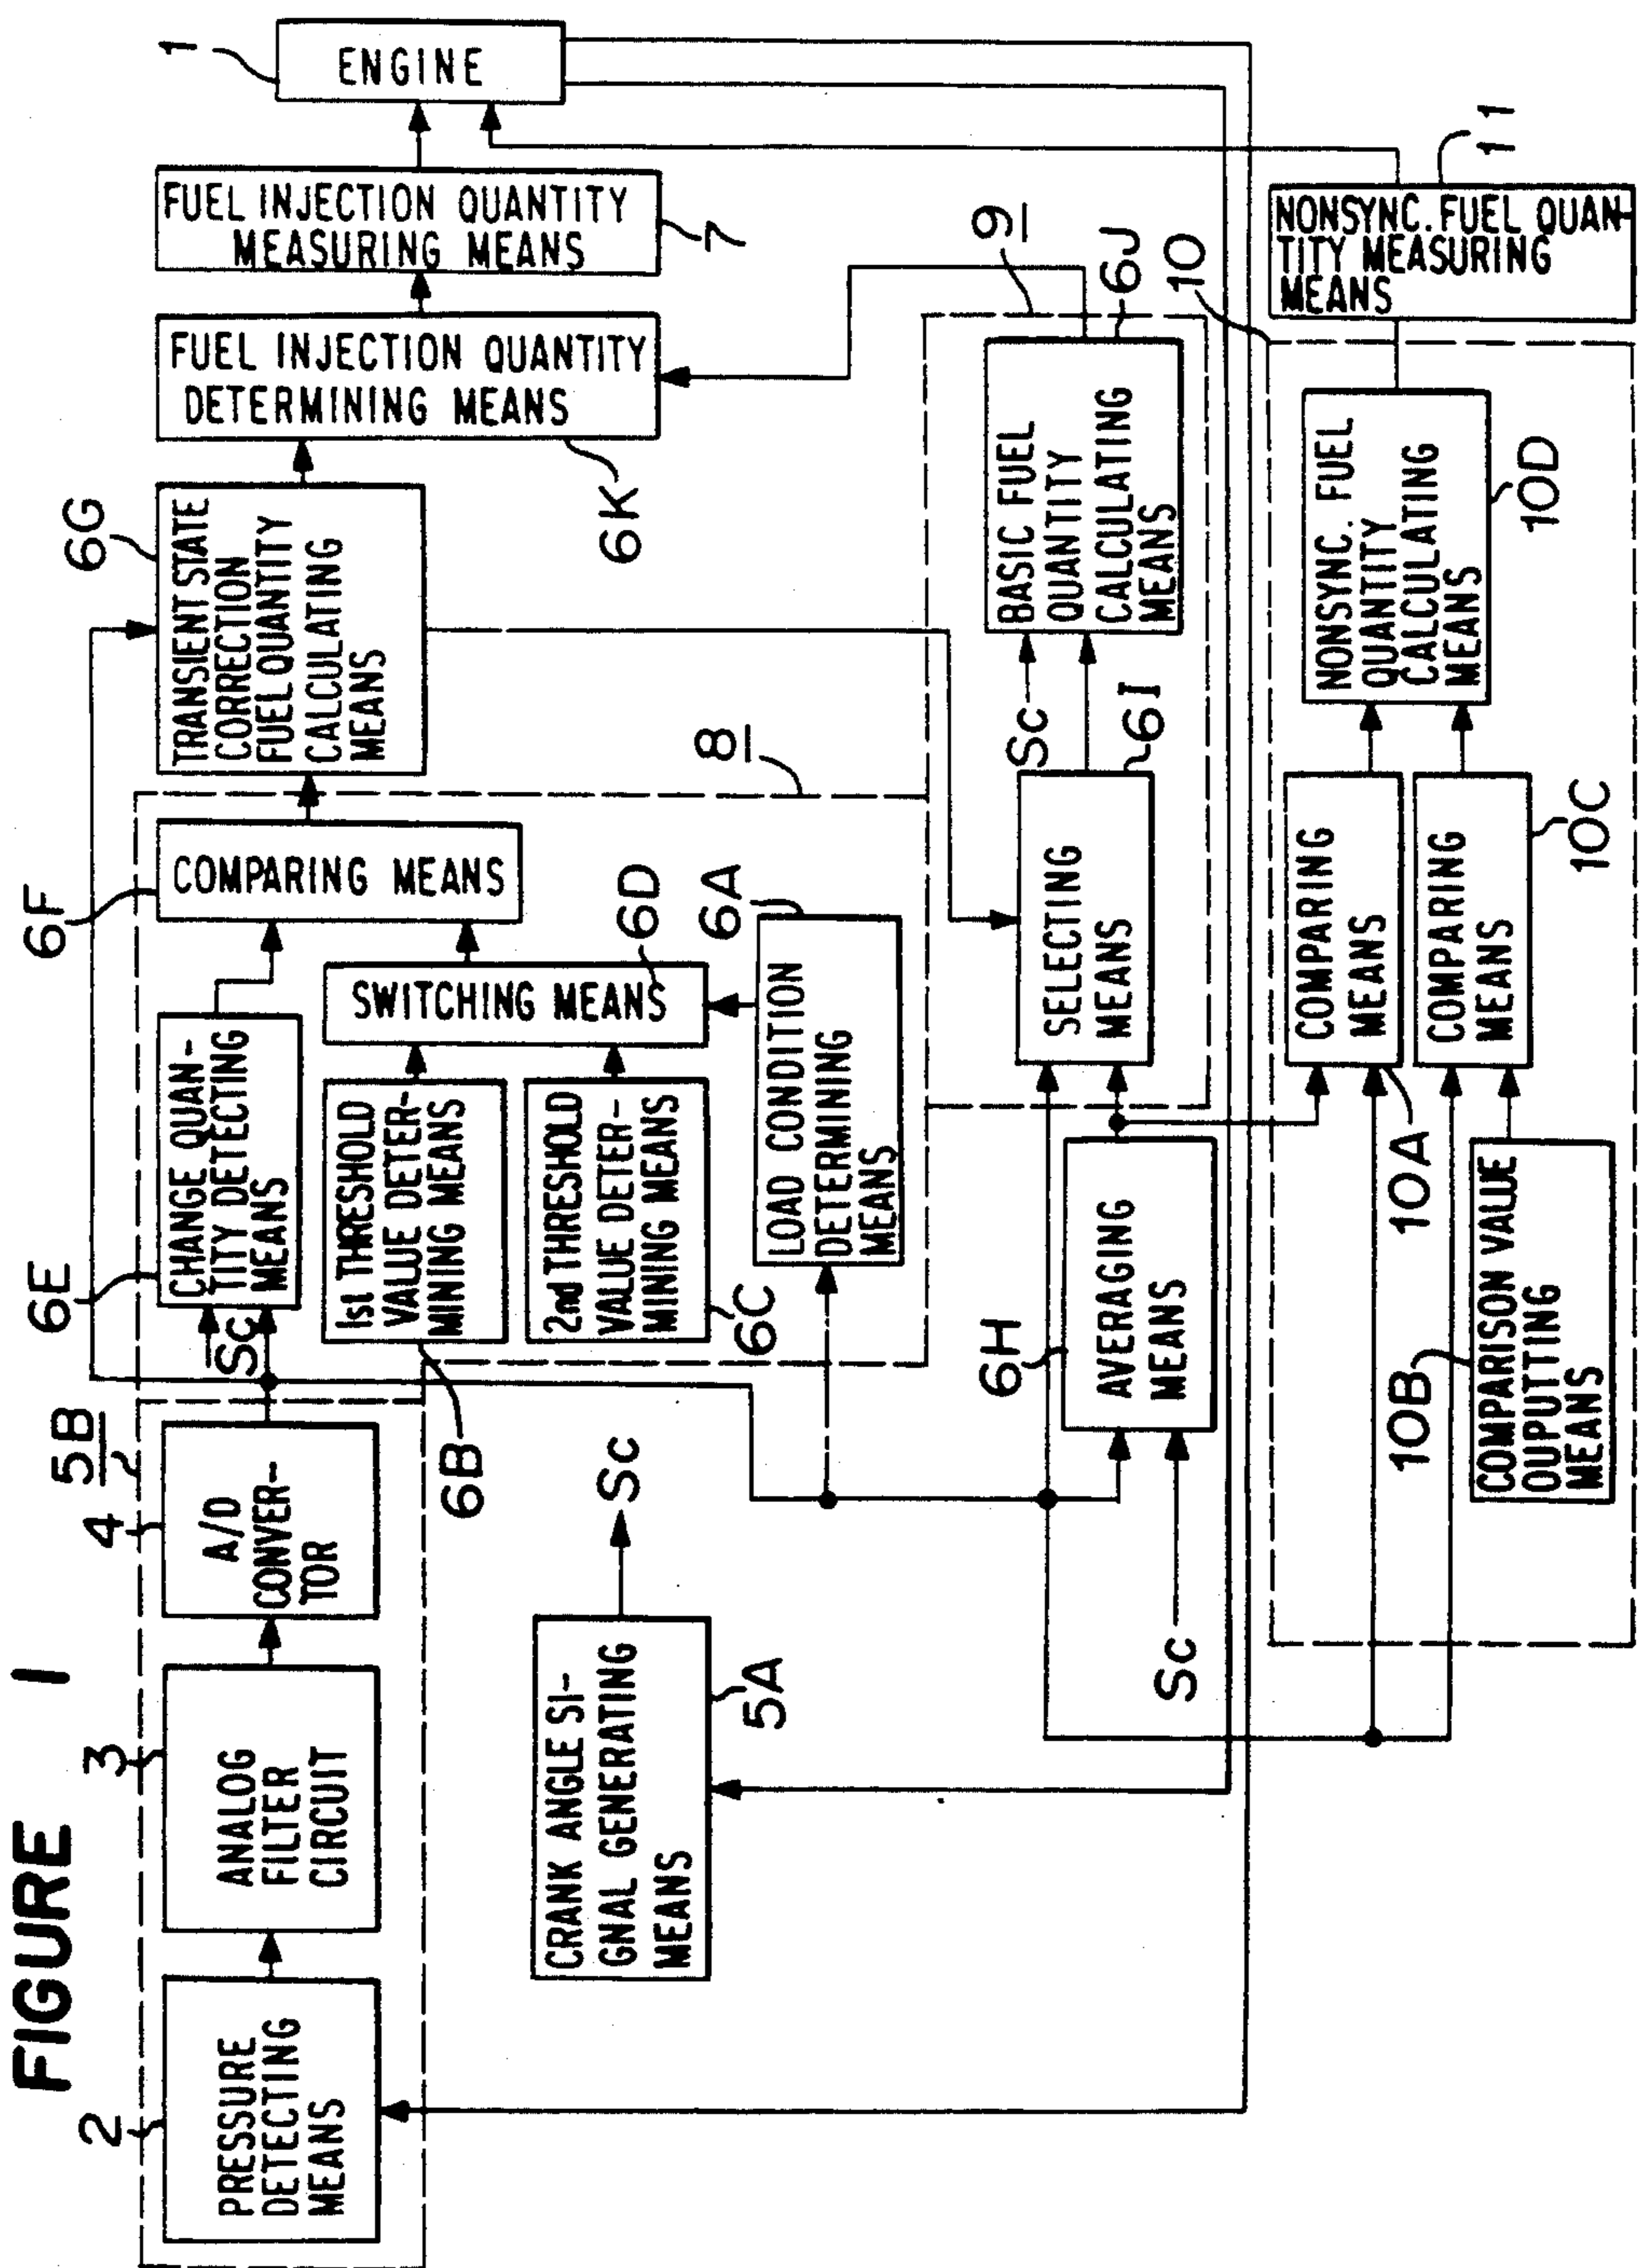 FIGURE 1
2
PRESSURE
DETECTING
MEANS
3
ANALOG
FILTER
CIRCUIT
4
A/D
CONVER-
TOR
5B
6E
CHANGE QUAN-
TITY DETECTING
MEANS
Sc
6F
COMPARING MEANS
6G
TRANSIENT STATE
CORRECTION
FUEL QUANTITY
CALCULATING
MEANS
FUEL INJECTION QUANTITY
DETERMINING MEANS
6K
FUEL INJECTION QUANTITY
MEASURING MEANS
7
1
ENGINE
1st THRESHOLD
VALUE DETER-
MINING MEANS
6B
2nd THRESHOLD
VALUE DETER-
MINING MEANS
6C
SWITCHING MEANS
6D
6A
LOAD CONDITION
DETERMINING
MEANS
8
CRANK ANGLE SI-
GNAL GENERATING
MEANS
5A
Sc
6H
AVERAGING
MEANS
Sc
SELECTING
MEANS
6I
Sc
BASIC FUEL
QUANTITY
CALCULATING
MEANS
6J
9
10
COMPARING
MEANS
10A
10B
COMPARISON VALUE
OUPUTTING
MEANS
COMPARING
MEANS
10C
NONSYNC. FUEL
QUANTITY
CALCULATING
MEANS
10D
NONSYNC. FUEL QUAN-
TITY MEASURING
MEANS
11